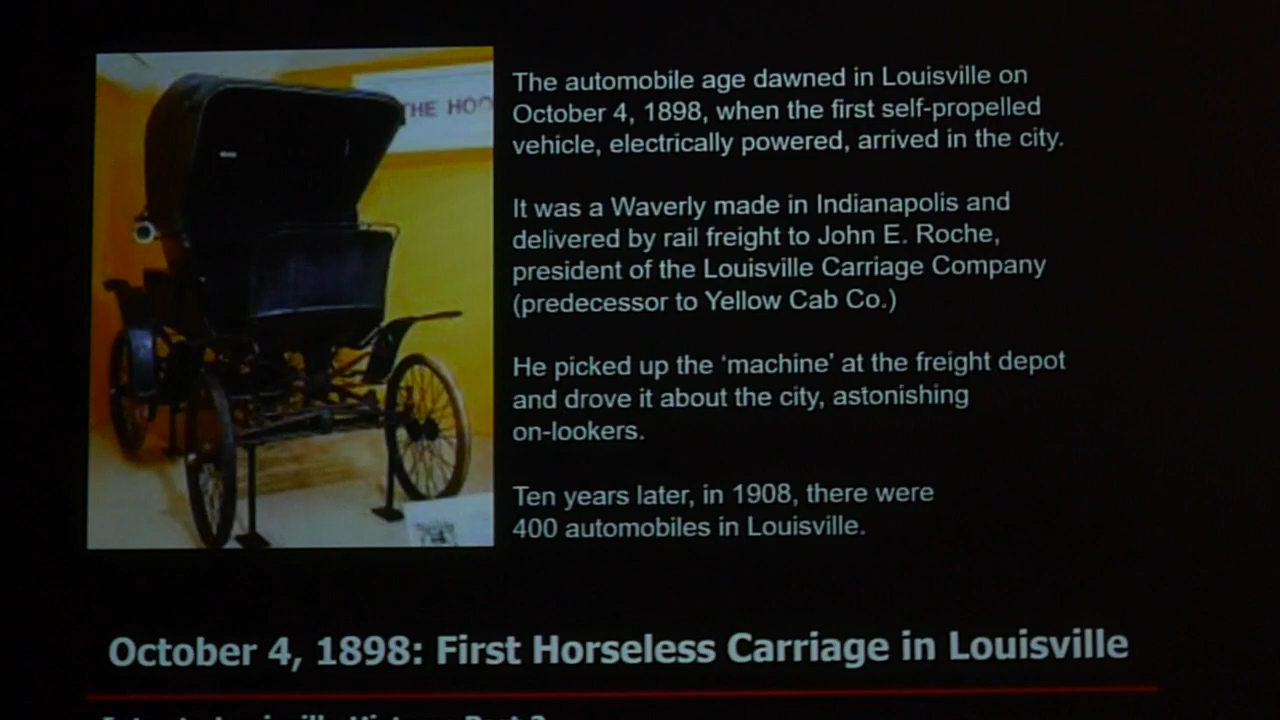 THE HOO
The automobile age dawned in Louisville on
October 4, 1898, when the first self-propelled
vehicle, electrically powered, arrived in the city.
It was a Waverly made in Indianapolis and
delivered by rail freight to John E. Roche,
president of the Louisville Carriage Company
(predecessor to Yellow Cab Co.)
He picked up the ‘machine’ at the freight depot
and drove it about the city, astonishing
on-lookers.
Ten years later, in 1908, there were
400 automobiles in Louisville.
October 4, 1898: First Horseless Carriage in Louisville